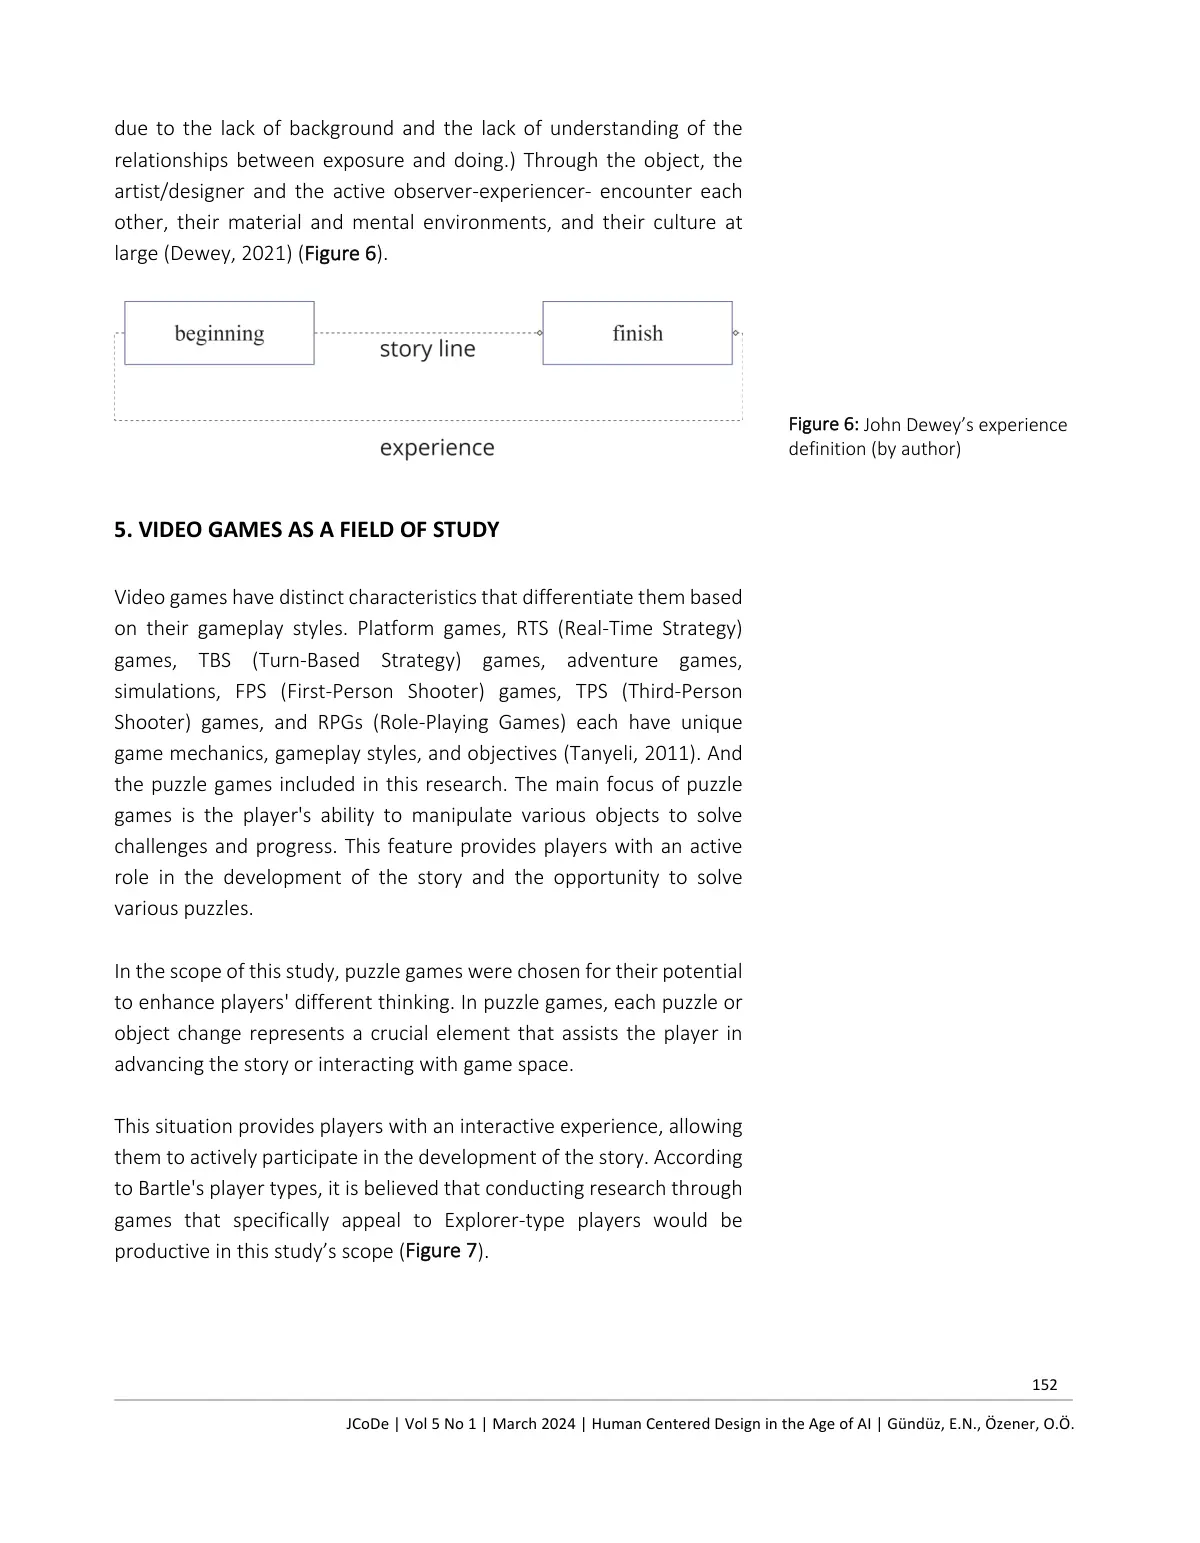 due to the lack of background and the lack of understanding of the
relationships between exposure and doing.) Through the object, the
artist/designer and the active observer-experiencer- encounter each
other, their material and mental environments, and their culture at
large (Dewey, 2021) (Figure 6).
beginning
story line
finish
experience
Figure 6: John Dewey’s experience
definition (by author)
5. VIDEO GAMES AS A FIELD OF STUDY
Video games have distinct characteristics that differentiate them based
on their gameplay styles. Platform games, RTS (Real-Time Strategy)
games, TBS (Turn-Based Strategy) games, adventure games,
simulations, FPS (First-Person Shooter) games, TPS (Third-Person
Shooter) games, and RPGs (Role-Playing Games) each have unique
game mechanics, gameplay styles, and objectives (Tanyeli, 2011). And
the puzzle games included in this research. The main focus of puzzle
games is the player's ability to manipulate various objects to solve
challenges and progress. This feature provides players with an active
role in the development of the story and the opportunity to solve
various puzzles.
In the scope of this study, puzzle games were chosen for their potential
to enhance players' different thinking. In puzzle games, each puzzle or
object change represents a crucial element that assists the player in
advancing the story or interacting with game space.
This situation provides players with an interactive experience, allowing
them to actively participate in the development of the story. According
to Bartle's player types, it is believed that conducting research through
games that specifically appeal to Explorer-type players would be
productive in this study’s scope (Figure 7).
152
JCoDe | Vol 5 No 1 | March 2024 | Human Centered Design in the Age of AI | Gündüz, E.N., Özener, O.Ö.